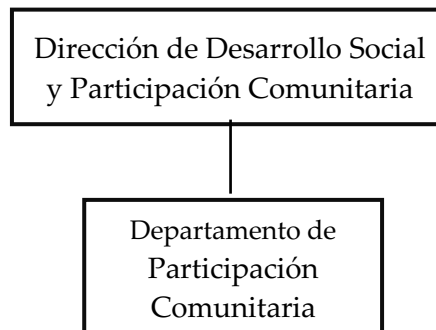 Dirección de Desarrollo Social
y Participación Comunitaria
Departamento de
Participación
Comunitaria